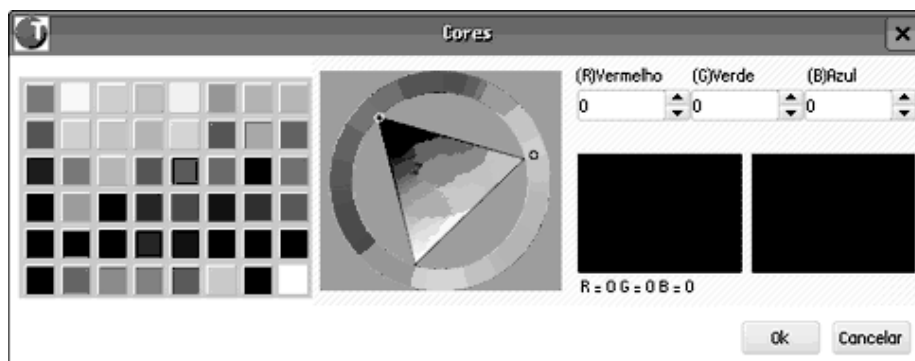 Cores
(R)Vermelho (G)Verde (B)Azul
0 0 0
R = 0 G = 0 B = 0
Ok Cancelar